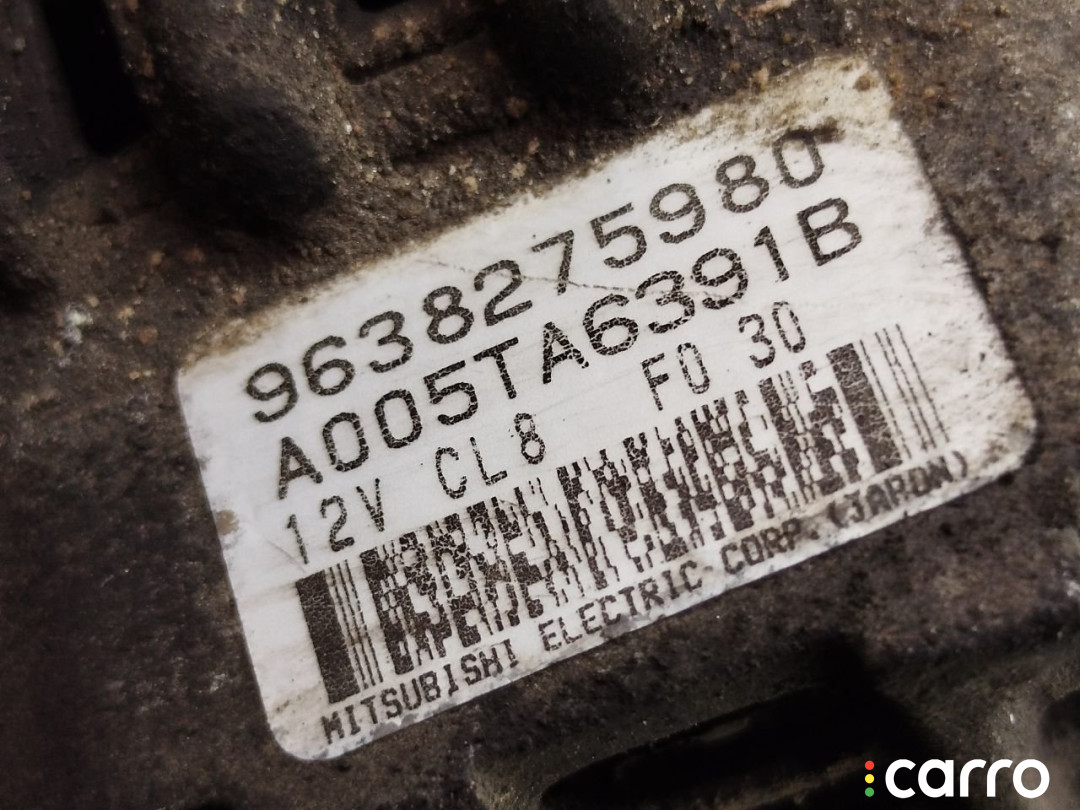 9638275980
A005TA6391B
12V CL8 F0 30
MITSUBISHI ELECTRIC CORP. (JAPAN)
carro